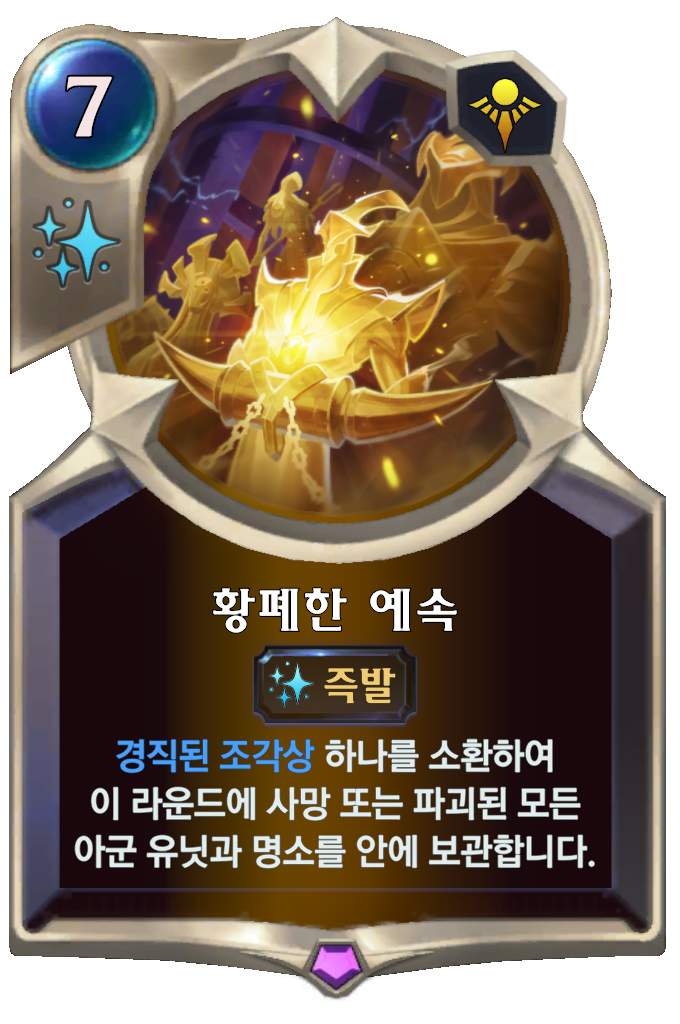 7
황폐한 예속
즉발
경직된 조각상 하나를 소환하여
이 라운드에 사망 또는 파괴된 모든
아군 유닛과 명소를 안에 보관합니다.